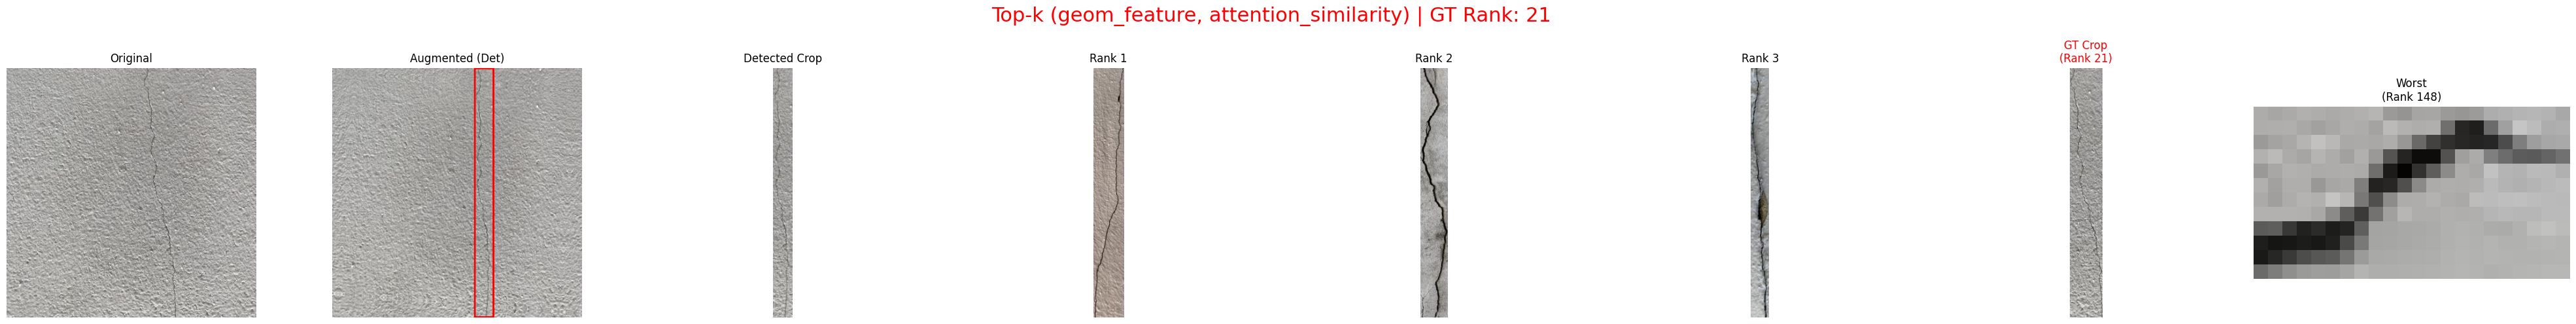 Top-k (geom_feature, attention_similarity) | GT Rank: 21
Original
Augmented (Det)
Detected Crop
Rank 1
Rank 2
Rank 3
GT Crop
(Rank 21)
Worst
(Rank 148)